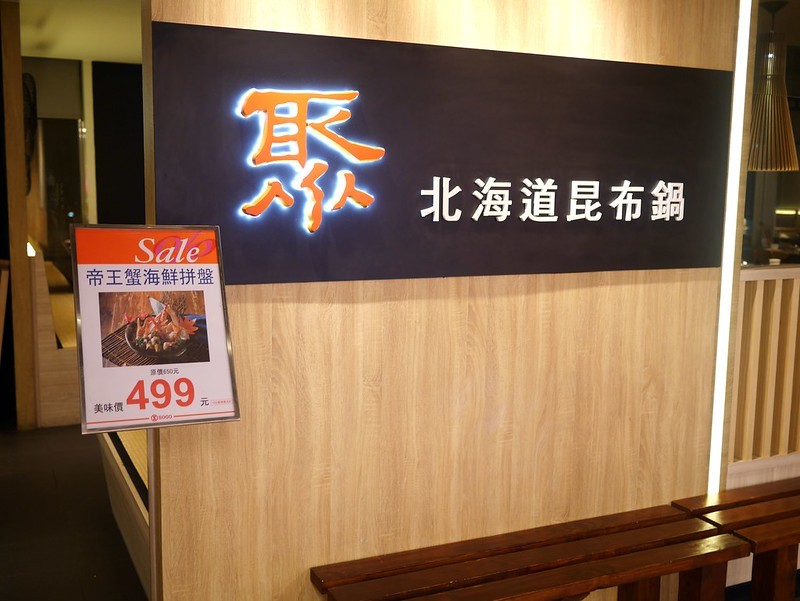 聚
北海道昆布鍋
Sale
帝王蟹海鮮拼盤
原價650元
美味價 499 元
SOGO